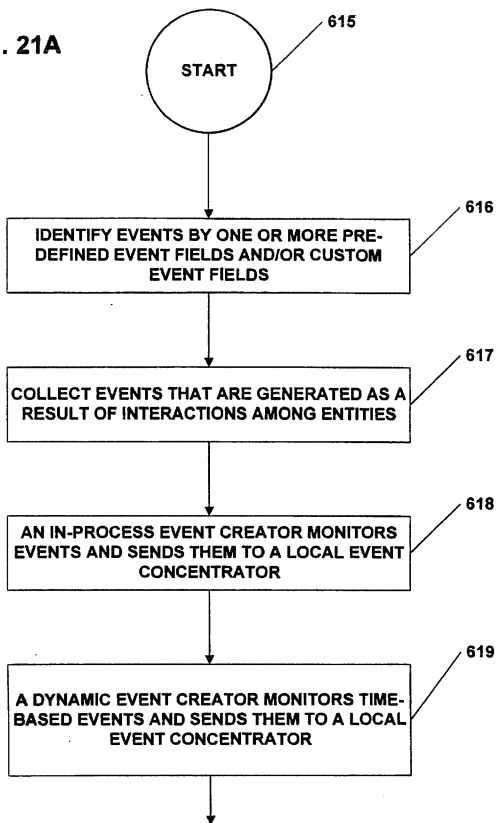 . 21A
615
START
616
IDENTIFY EVENTS BY ONE OR MORE PRE-
DEFINED EVENT FIELDS AND/OR CUSTOM
EVENT FIELDS
617
COLLECT EVENTS THAT ARE GENERATED AS A
RESULT OF INTERACTIONS AMONG ENTITIES
618
AN IN-PROCESS EVENT CREATOR MONITORS
EVENTS AND SENDS THEM TO A LOCAL EVENT
CONCENTRATOR
619
A DYNAMIC EVENT CREATOR MONITORS TIME-
BASED EVENTS AND SENDS THEM TO A LOCAL
EVENT CONCENTRATOR